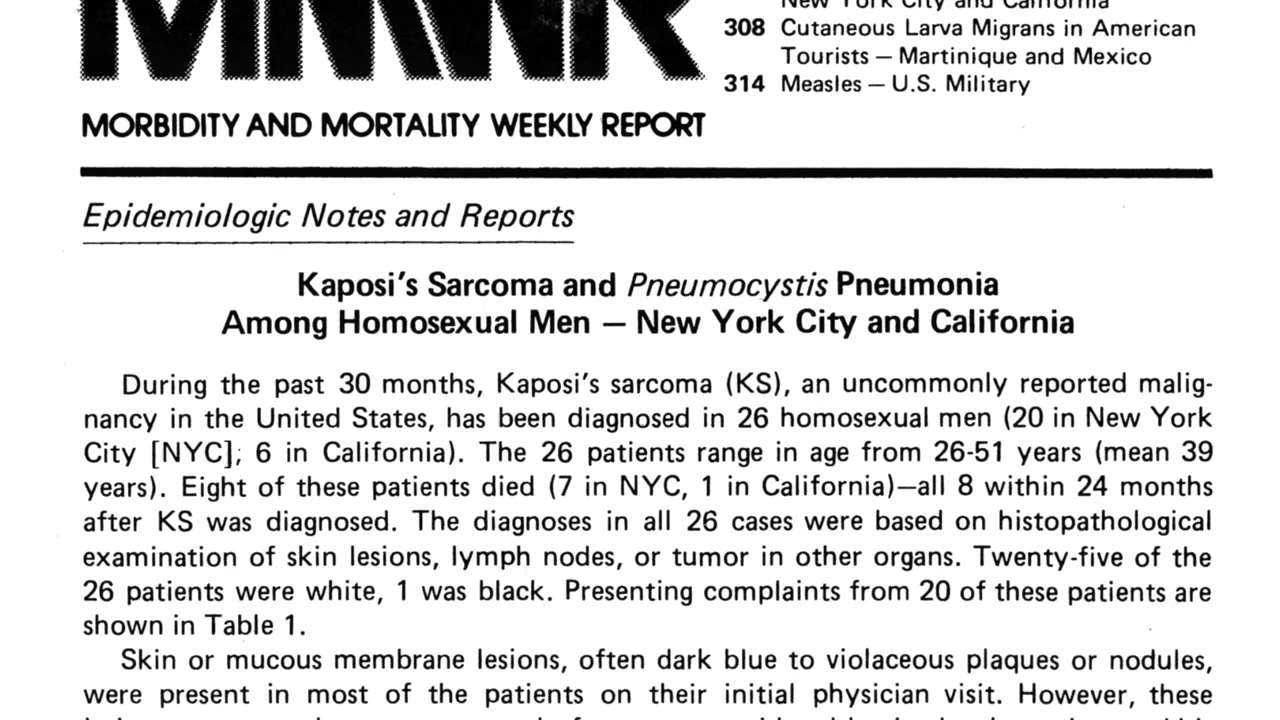 New York City and California
MMWR
308 Cutaneous Larva Migrans in American
Tourists – Martinique and Mexico
314 Measles – U.S. Military
MORBIDITY AND MORTALITY WEEKLY REPORT
Epidemiologic Notes and Reports
Kaposi's Sarcoma and Pneumocystis Pneumonia
Among Homosexual Men – New York City and California
During the past 30 months, Kaposi's sarcoma (KS), an uncommonly reported malig-
nancy in the United States, has been diagnosed in 26 homosexual men (20 in New York
City [NYC]; 6 in California). The 26 patients range in age from 26-51 years (mean 39
years). Eight of these patients died (7 in NYC, 1 in California)–all 8 within 24 months
after KS was diagnosed. The diagnoses in all 26 cases were based on histopathological
examination of skin lesions, lymph nodes, or tumor in other organs. Twenty-five of the
26 patients were white, 1 was black. Presenting complaints from 20 of these patients are
shown in Table 1.
Skin or mucous membrane lesions, often dark blue to violaceous plaques or nodules,
were present in most of the patients on their initial physician visit. However, these